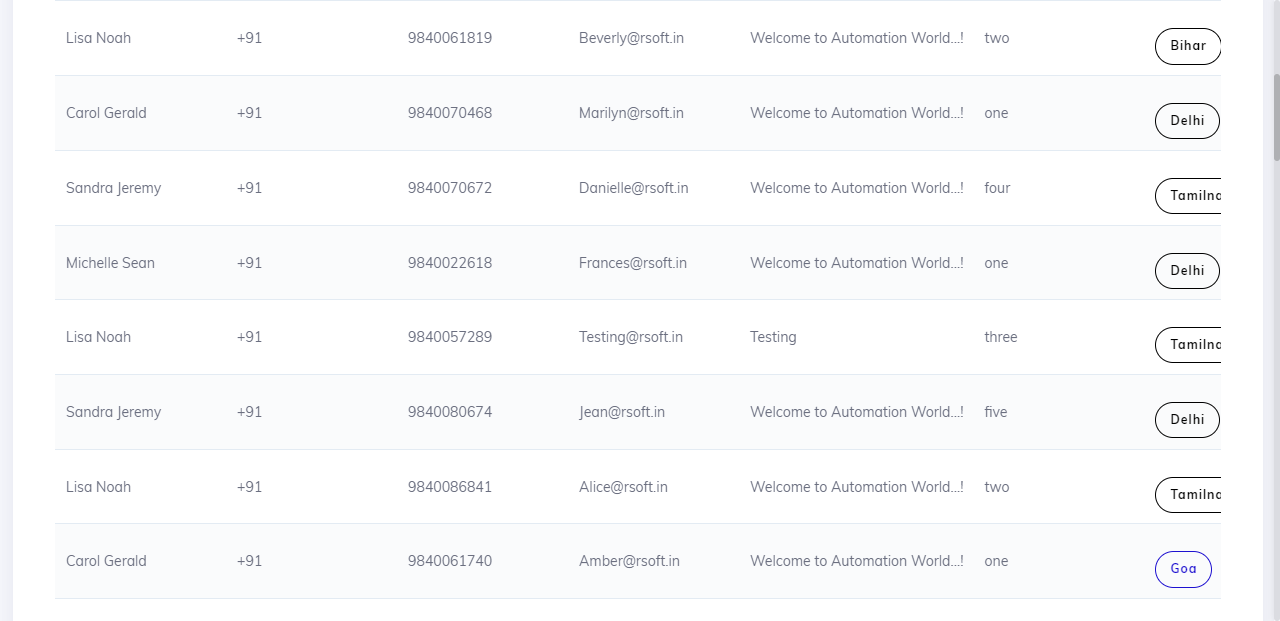 Lisa Noah +91 9840061819 Beverly@rsoft.in Welcome to Automation World...! two Bihar
Carol Gerald +91 9840070468 Marilyn@rsoft.in Welcome to Automation World...! one Delhi
Sandra Jeremy +91 9840070672 Danielle@rsoft.in Welcome to Automation World...! four Tamilna
Michelle Sean +91 9840022618 Frances@rsoft.in Welcome to Automation World...! one Delhi
Lisa Noah +91 9840057289 Testing@rsoft.in Testing three Tamilna
Sandra Jeremy +91 9840080674 Jean@rsoft.in Welcome to Automation World...! five Delhi
Lisa Noah +91 9840086841 Alice@rsoft.in Welcome to Automation World...! two Tamilna
Carol Gerald +91 9840061740 Amber@rsoft.in Welcome to Automation World...! one Goa